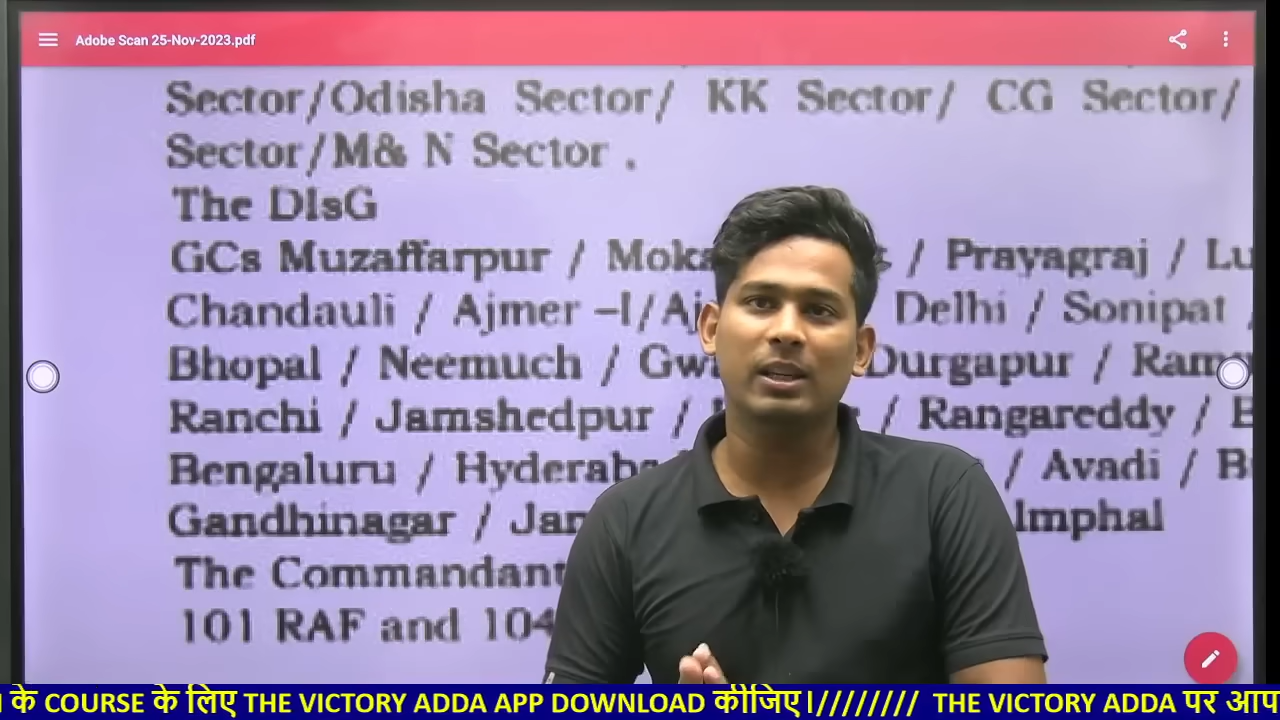 Adobe Scan 25-Nov-2023.pdf
Sector/Odisha Sector/ KK Sector/ CG Sector/
Sector/M& N Sector .
The DIsG
GCs Muzaffarpur / / Prayagraj /
Chandauli / Ajmer –I/ Delhi / Sonipat /
Bhopal / Neemuch / Durgapur /
Ranchi / Jamshedpur / / Rangareddy /
Bengaluru / / Avadi /
Gandhinagar / Imphal
The Commandant
101 RAF and 104
के COURSE के लिए THE VICTORY ADDA APP DOWNLOAD कीजिए।//////// THE VICTORY ADDA पर आप